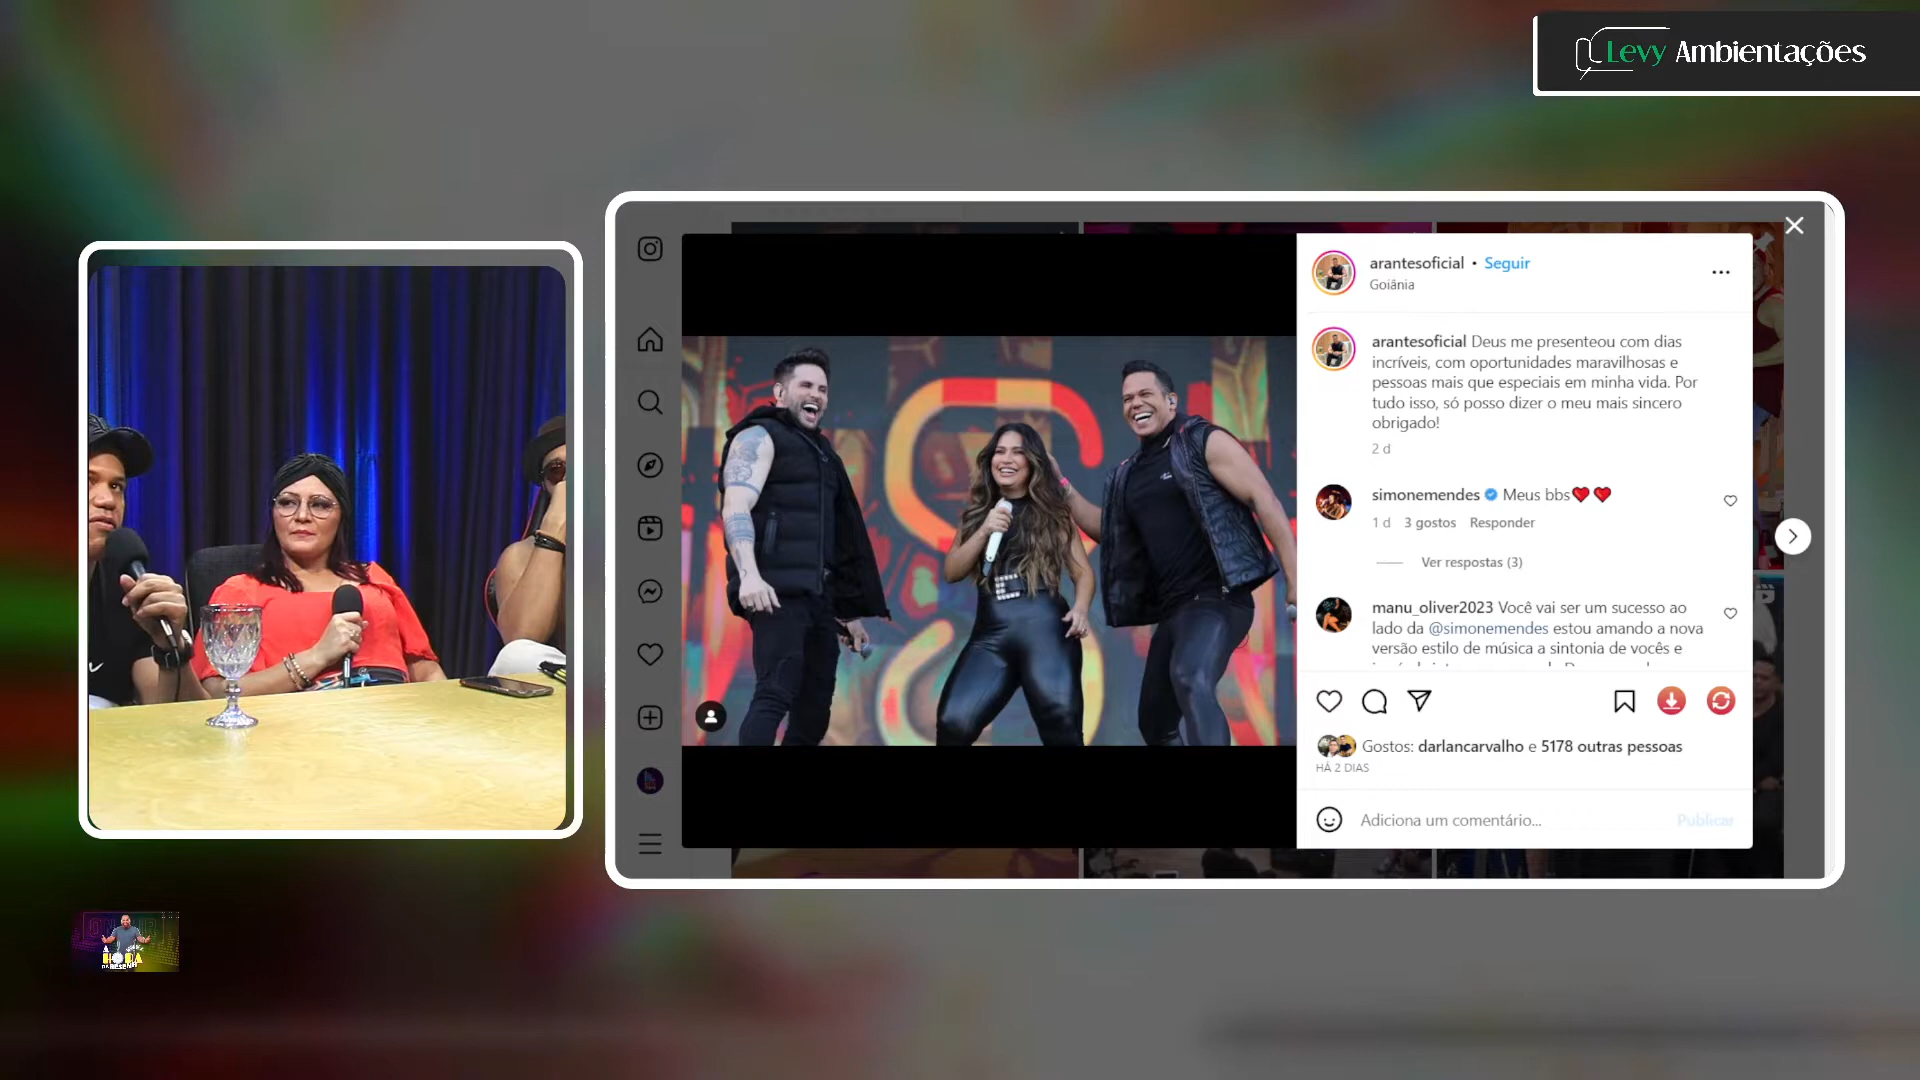 Levy Ambientações
arantesoficial • Seguir
Goiânia
arantesoficial Deus me presenteou com dias
incríveis, com oportunidades maravilhosas e
pessoas mais que especiais em minha vida. Por
tudo isso, só posso dizer o meu mais sincero
obrigado!
2 d
simonemendes Meus bbs❤️❤️
1 d 3 gostos Responder
Ver respostas (3)
manu_oliver2023 Você vai ser um sucesso ao
lado da @simonemendes estou amando a nova
versão estilo de música a sintonia de vocês e
Gostos: darlancarvalho e 5178 outras pessoas
HÁ 2 DIAS
Adiciona um comentário...
Publicar
A
HORA
DA RESENHA